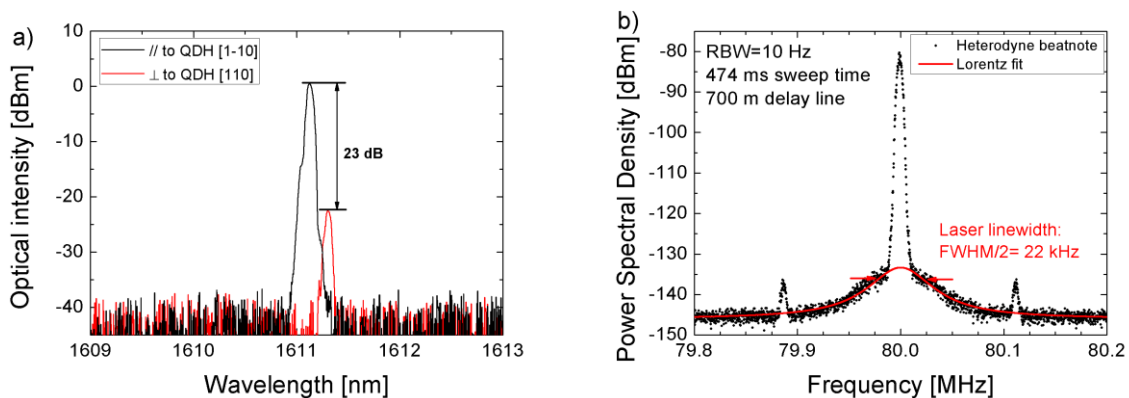 a)
// to QDH [1-10]
⊥ to QDH [110]
23 dB
10
0
-10
-20
-30
-40
Optical intensity [dBm]
1609
1610
1611
1612
1613
Wavelength [nm]
b)
RBW=10 Hz
474 ms sweep time
700 m delay line
Heterodyne beatnote
Lorentz fit
Laser linewidth:
FWHM/2= 22 kHz
-80
-90
-100
-110
-120
-130
-140
-150
Power Spectral Density [dBm]
79.8
79.9
80.0
80.1
80.2
Frequency [MHz]